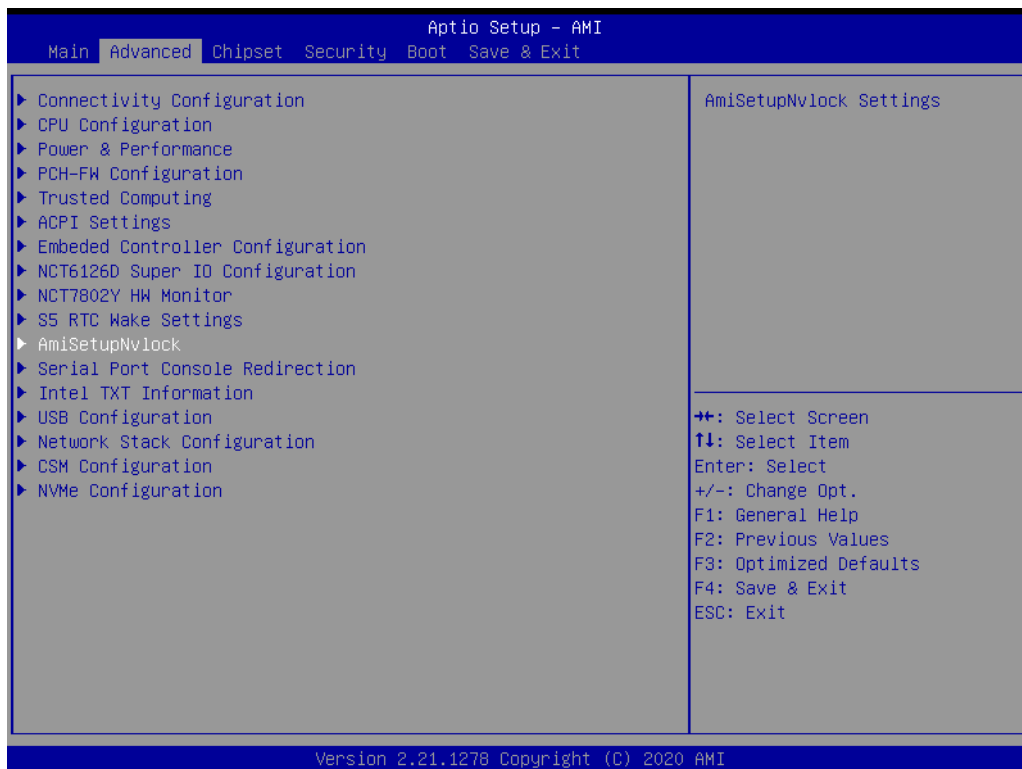 Aptio Setup – AMI
Main Advanced Chipset Security Boot Save & Exit
Connectivity Configuration
CPU Configuration
Power & Performance
PCH-FW Configuration
Trusted Computing
ACPI Settings
Embeded Controller Configuration
NCT6126D Super IO Configuration
NCT7802Y HW Monitor
S5 RTC Wake Settings
AmiSetupNvlock
Serial Port Console Redirection
Intel TXT Information
USB Configuration
Network Stack Configuration
CSM Configuration
NVMe Configuration
AmiSetupNvlock Settings
→←: Select Screen
↑↓: Select Item
Enter: Select
+/-: Change Opt.
F1: General Help
F2: Previous Values
F3: Optimized Defaults
F4: Save & Exit
ESC: Exit
Version 2.21.1278 Copyright (C) 2020 AMI